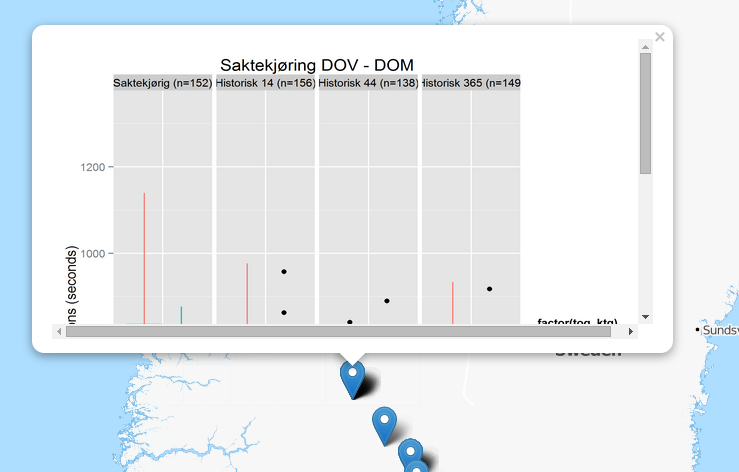 ×
Saktekjøring DOV - DOM
Saktekjørig (n=152) Historisk 14 (n=156) Historisk 44 (n=138) Historisk 365 (n=149
1200
1000
ons (seconds)
factor(tog_ktg)
Sweden
Sundsv